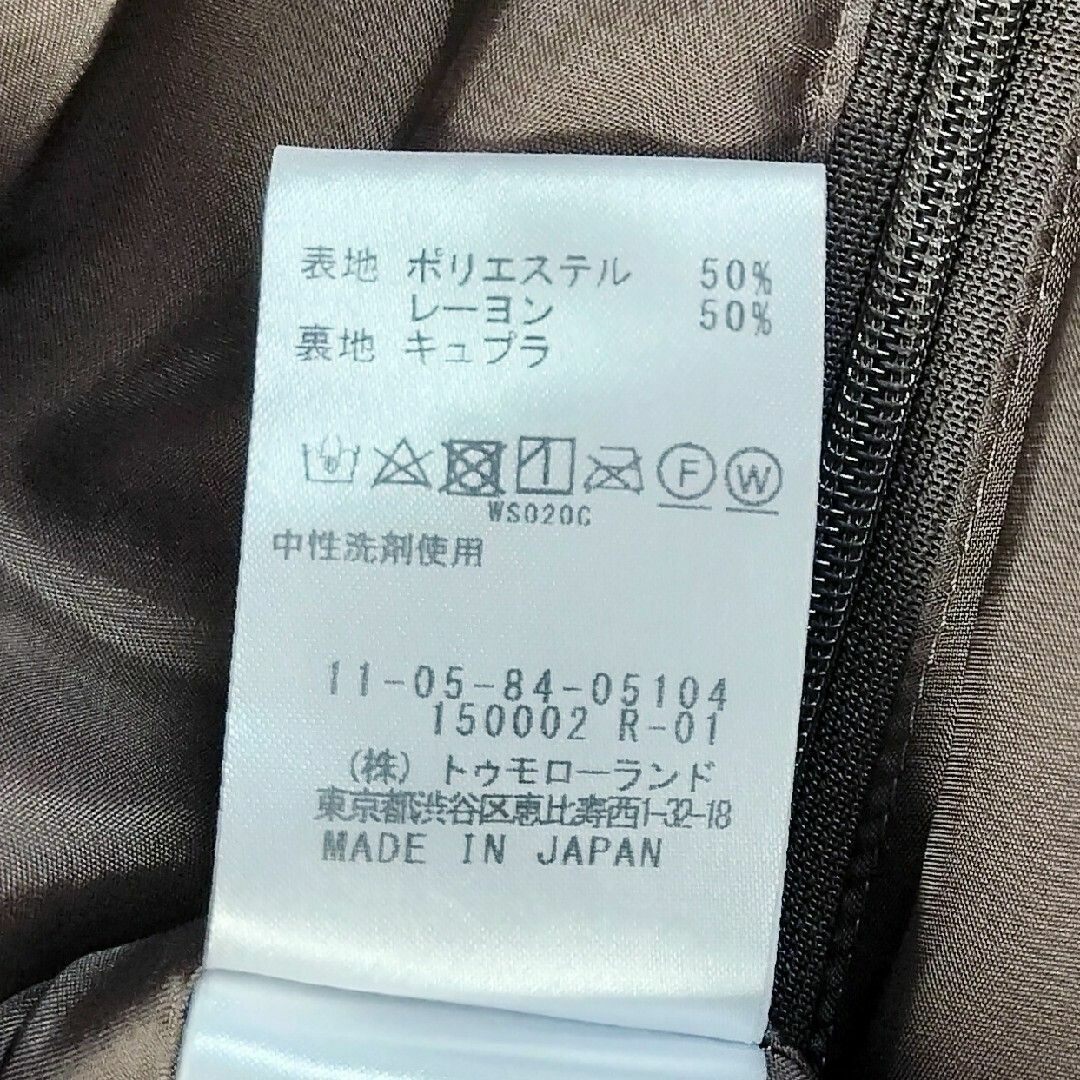 表地 ポリエステル 50%
レーヨン 50%
裏地 キュプラ
F W
WS020C
中性洗剤使用
11-05-84-05104
150002 R-01
(株)トゥモローランド
東京都渋谷区恵比寿西1-32-18
MADE IN JAPAN